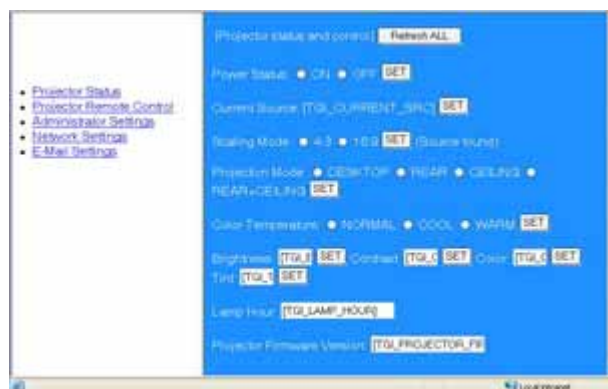 Projector Status
Projector Remote Control
Administrator Settings
Network Settings
E-Mail Settings
[Projector status and control] Refresh ALL
Power Status: ON OFF SET
Current Source: [TGI_CURRENT_SRC] SET
Scaling Mode: 4:3 16:9 SET (Source found)
Projection Mode: DESKTOP REAR CEILING
REAR+CEILING SET
Color Temperature: NORMAL COOL WARM SET
Brightness: SET Contrast: SET Color: SET
Tint: SET
Lamp Hour: [TGI_LAMP_HOUR]
Projector Firmware Version: [TGI_PROJECTOR_FIR
Local intranet